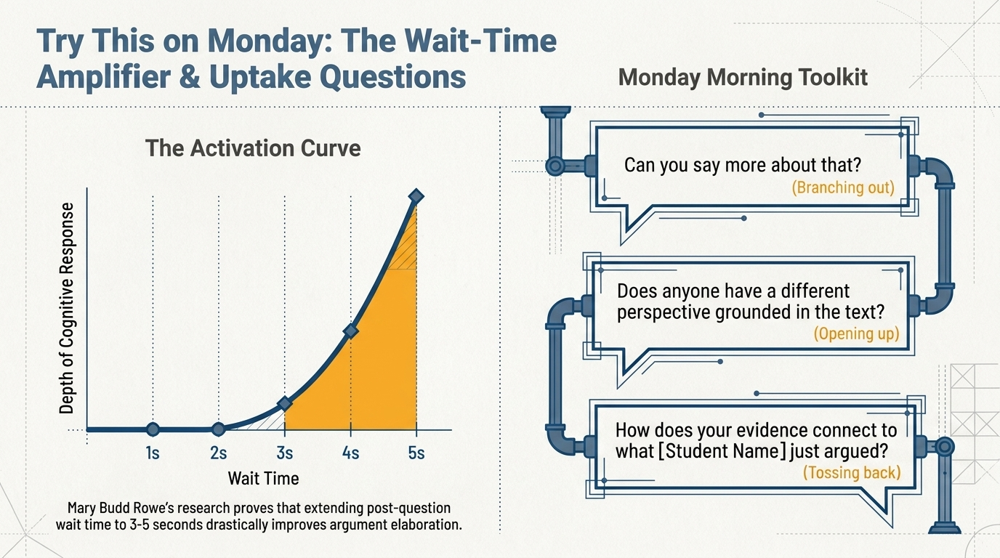 Try This on Monday: The Wait-Time
Amplifier & Uptake Questions
The Activation Curve
Depth of Cognitive Response
1s
2s
3s
4s
5s
Wait Time
Mary Budd Rowe's research proves that extending post-question
wait time to 3-5 seconds drastically improves argument elaboration.
Monday Morning Toolkit
Can you say more about that?
(Branching out)
Does anyone have a different
perspective grounded in the text?
(Opening up)
How does your evidence connect to
what [Student Name] just argued?
(Tossing back)